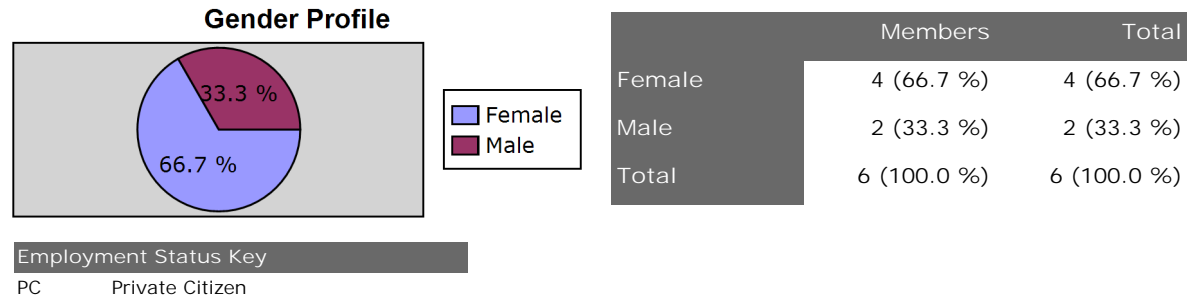 Gender Profile
33.3 %
66.7 %
Female
Male
Members Total
Female 4 (66.7 %) 4 (66.7 %)
Male 2 (33.3 %) 2 (33.3 %)
Total 6 (100.0 %) 6 (100.0 %)
Employment Status Key
PC Private Citizen